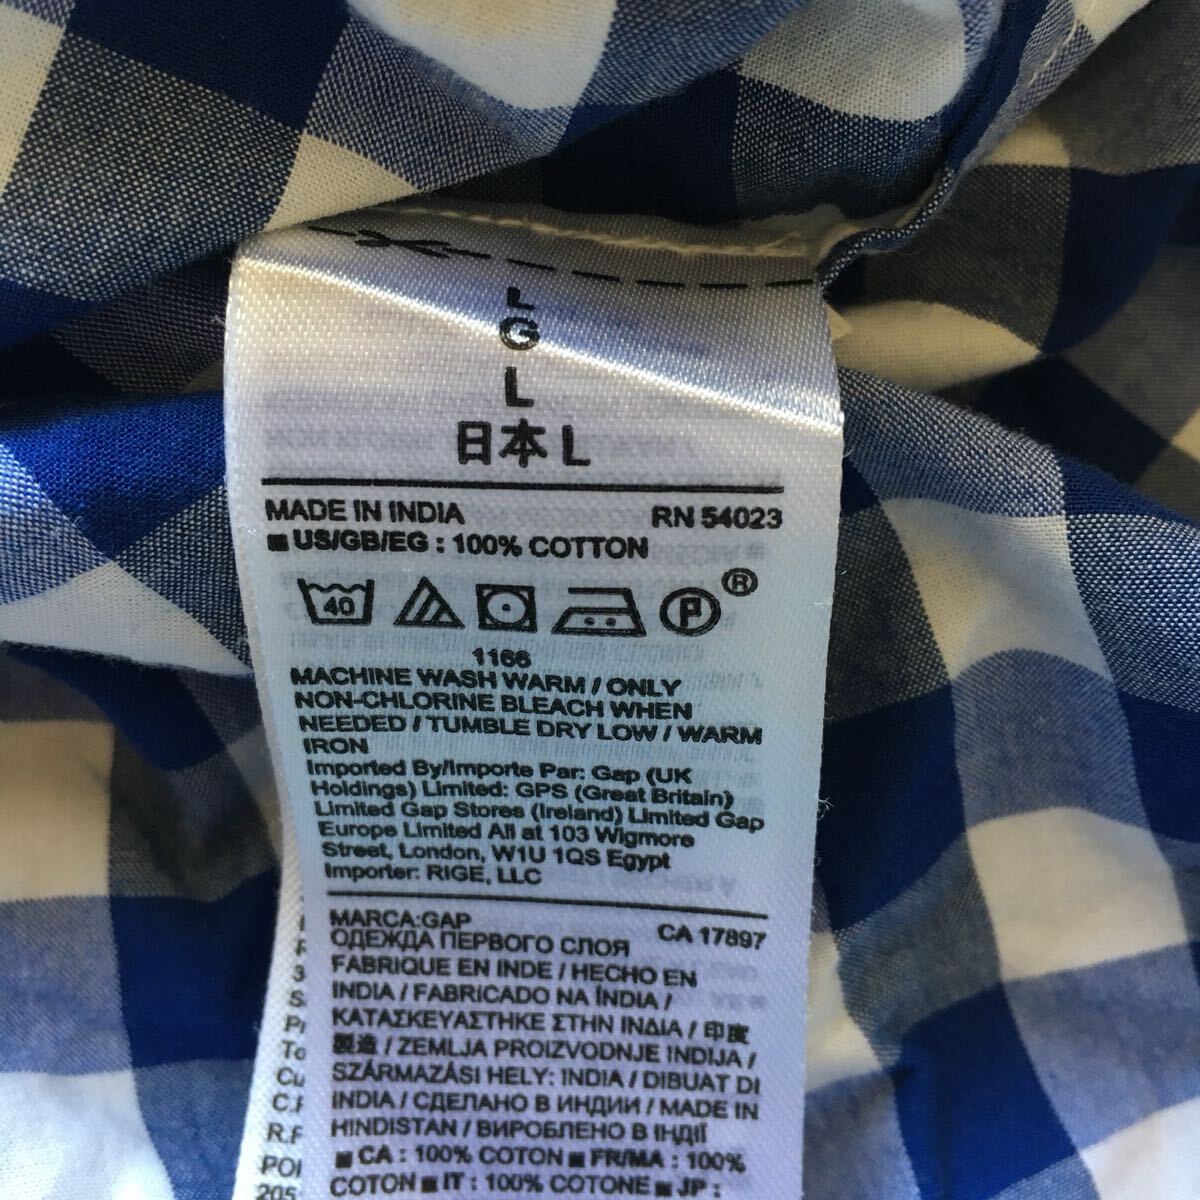 L
G
L
日本 L
MADE IN INDIA RN 54023
■ US/GB/EG : 100% COTTON
40 P ®
1166
MACHINE WASH WARM / ONLY
NON-CHLORINE BLEACH WHEN
NEEDED / TUMBLE DRY LOW / WARM
IRON
Imported By/Importe Par: Gap (UK
Holdings) Limited: GPS (Great Britain)
Limited Gap Stores (Ireland) Limited Gap
Europe Limited All at 103 Wigmore
Street, London, W1U 1QS Egypt
Importer: RIGE, LLC
MARCA:GAP CA 17897
ОДЕЖДА ПЕРВОГО СЛОЯ
FABRIQUE EN INDE / HECHO EN
INDIA / FABRICADO NA ÍNDIA /
ΚΑΤΑΣΚΕΥΑΣΤΗΚΕ ΣΤΗΝ ΙΝΔΙΑ / 印度
製造 / ZEMLJA PROIZVODNJE INDIJA /
SZÁRMAZÁSI HELY: INDIA / DIBUAT DI
INDIA / СДЕЛАНО В ИНДИИ / MADE IN
HINDISTAN / ВИРОБЛЕНО В ІНДІЇ
■ CA : 100% COTON ■ FR/MA : 100%
COTON ■ IT : 100% COTONE ■ JP :
R.F
POI
205